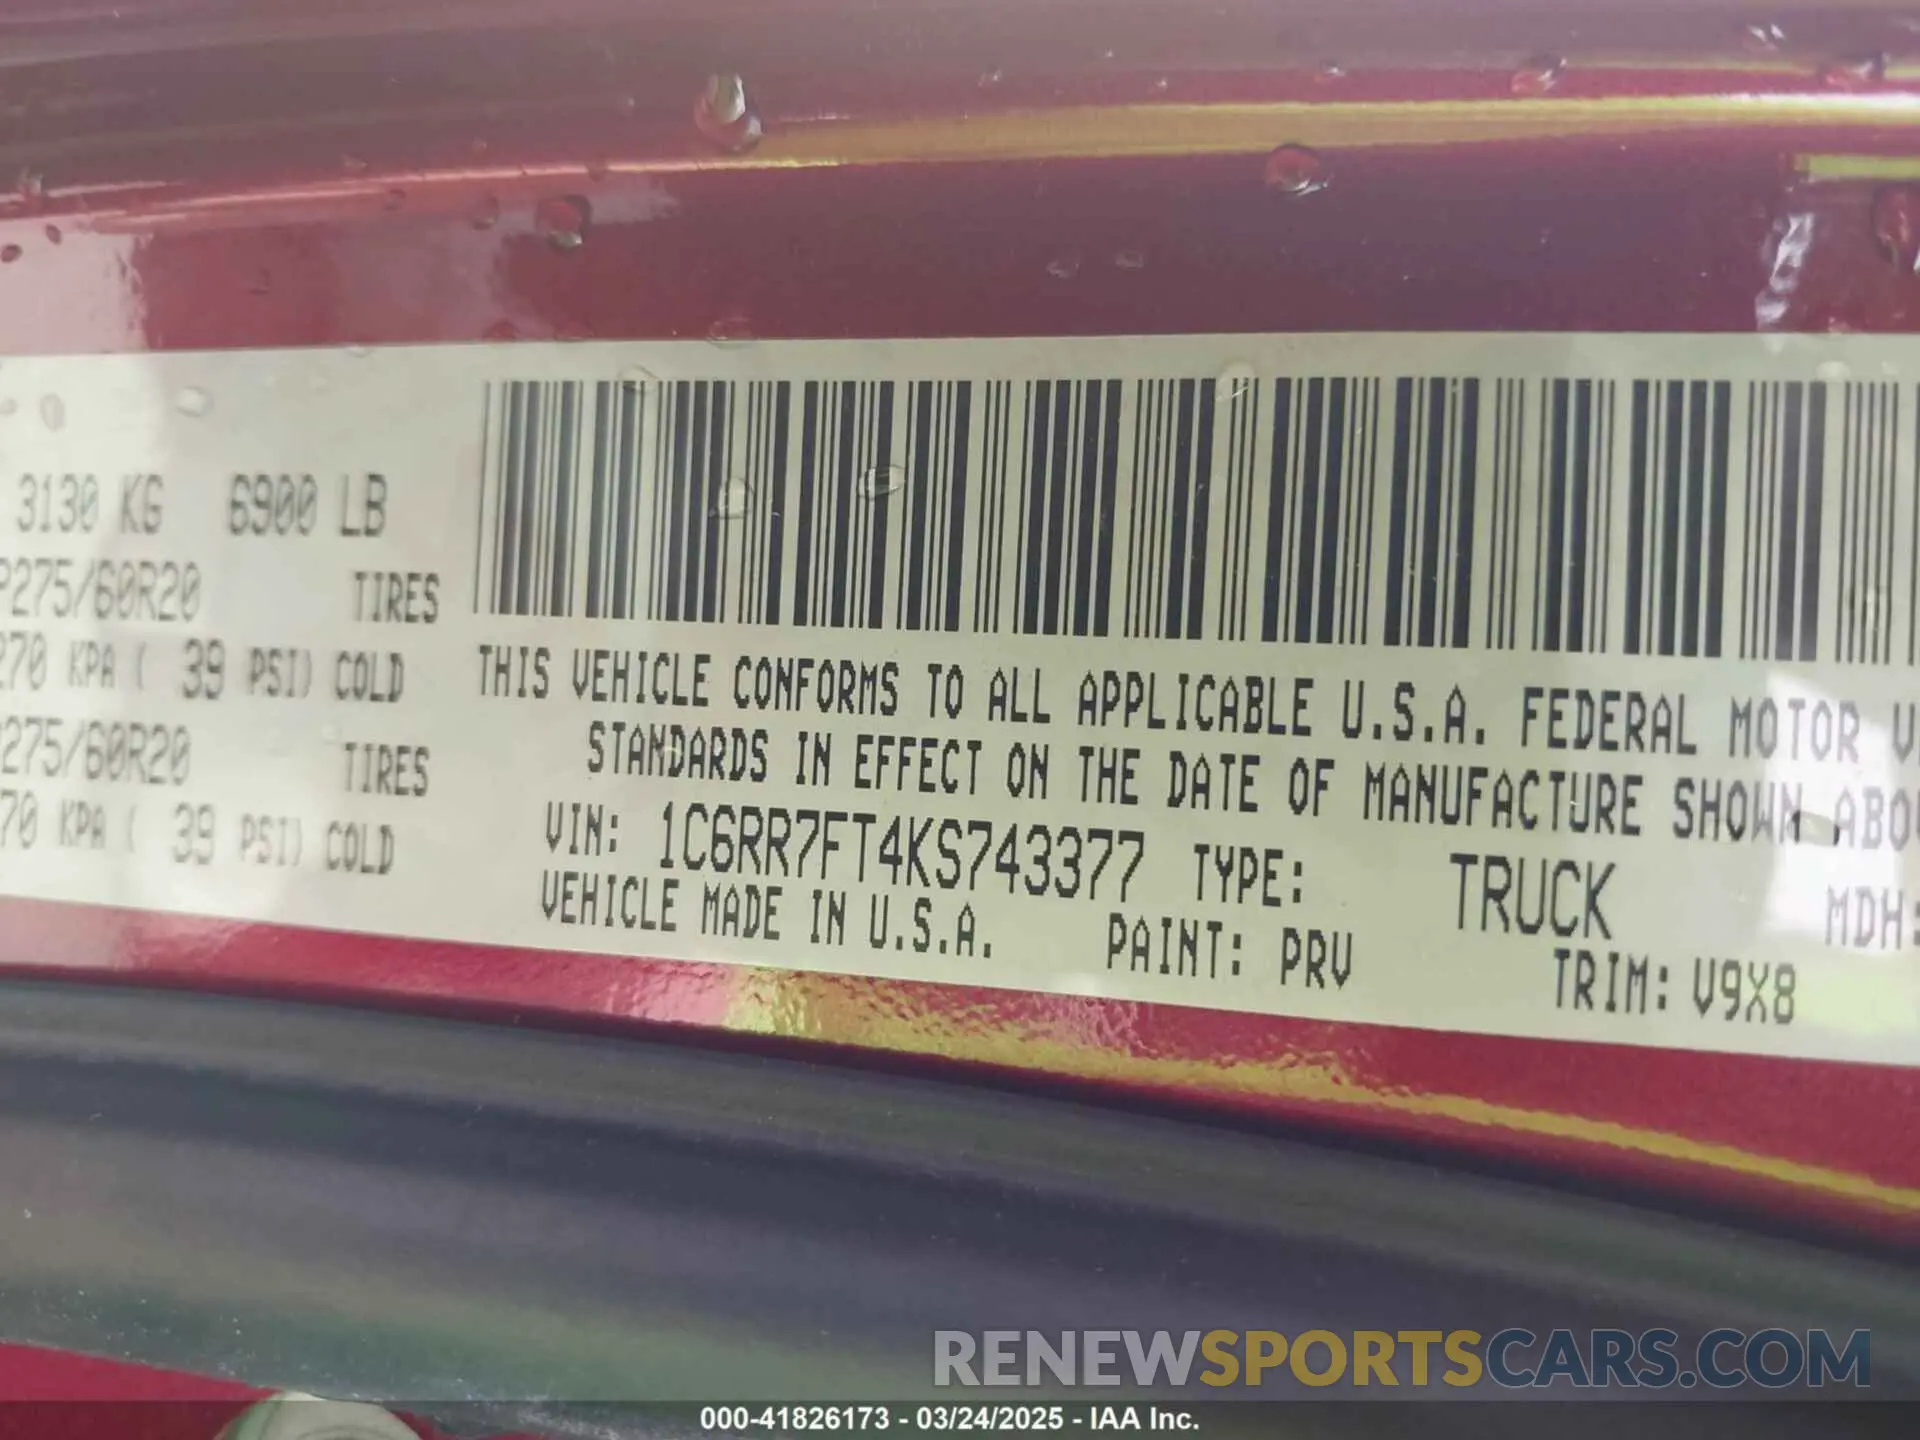 3130 KG 6900 LB
P275/60R20 TIRES
270 KPA ( 39 PSI) COLD
275/60R20 TIRES
70 KPA ( 39 PSI) COLD
THIS VEHICLE CONFORMS TO ALL APPLICABLE U.S.A. FEDERAL MOTOR V
STANDARDS IN EFFECT ON THE DATE OF MANUFACTURE SHOWN ABO
VIN: 1C6RR7FT4KS743377 TYPE: TRUCK MDH:
VEHICLE MADE IN U.S.A. PAINT: PRV TRIM: V9X8
RENEWSPORTSCARS.COM
000-41826173 - 03/24/2025 - IAA Inc.